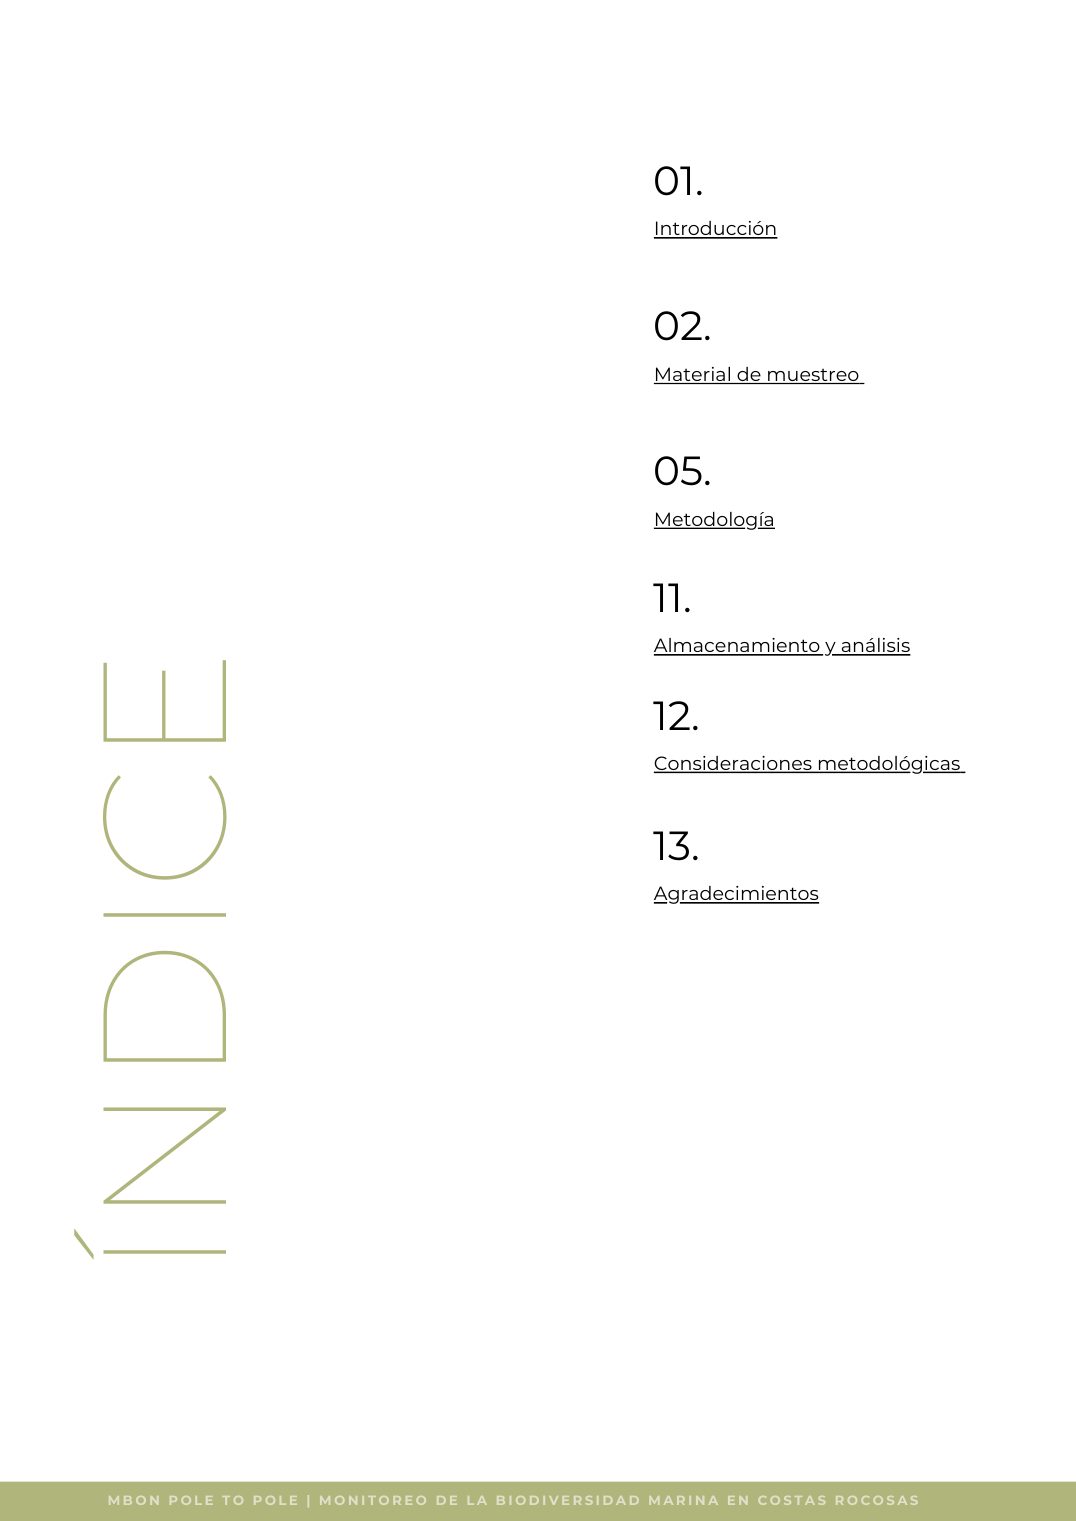 ÍNDICE
01.
Introducción
02.
Material de muestreo
05.
Metodología
11.
Almacenamiento y análisis
12.
Consideraciones metodológicas
13.
Agradecimientos
MBON POLE TO POLE | MONITOREO DE LA BIODIVERSIDAD MARINA EN COSTAS ROCOSAS